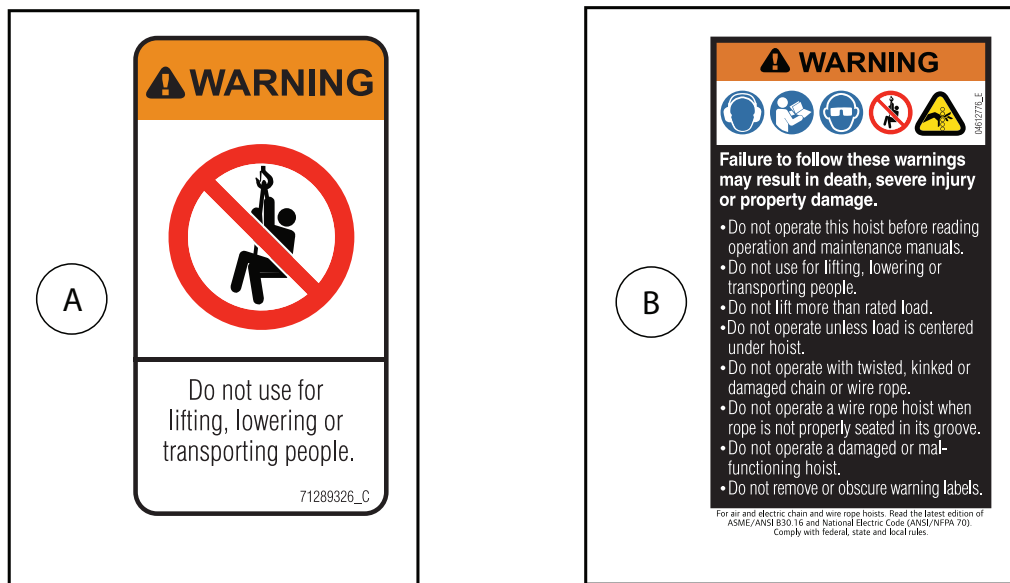 A
WARNING
Do not use for
lifting, lowering or
transporting people.
71289326_C
B
WARNING
04612776_E
Failure to follow these warnings
may result in death, severe injury
or property damage.
• Do not operate this hoist before reading
operation and maintenance manuals.
• Do not use for lifting, lowering or
transporting people.
• Do not lift more than rated load.
• Do not operate unless load is centered
under hoist.
• Do not operate with twisted, kinked or
damaged chain or wire rope.
• Do not operate a wire rope hoist when
rope is not properly seated in its groove.
• Do not operate a damaged or mal-
functioning hoist.
• Do not remove or obscure warning labels.
For air and electric chain and wire rope hoists. Read the latest edition of
ASME/ANSI B30.16 and National Electric Code (ANSI/NFPA 70).
Comply with federal, state and local rules.